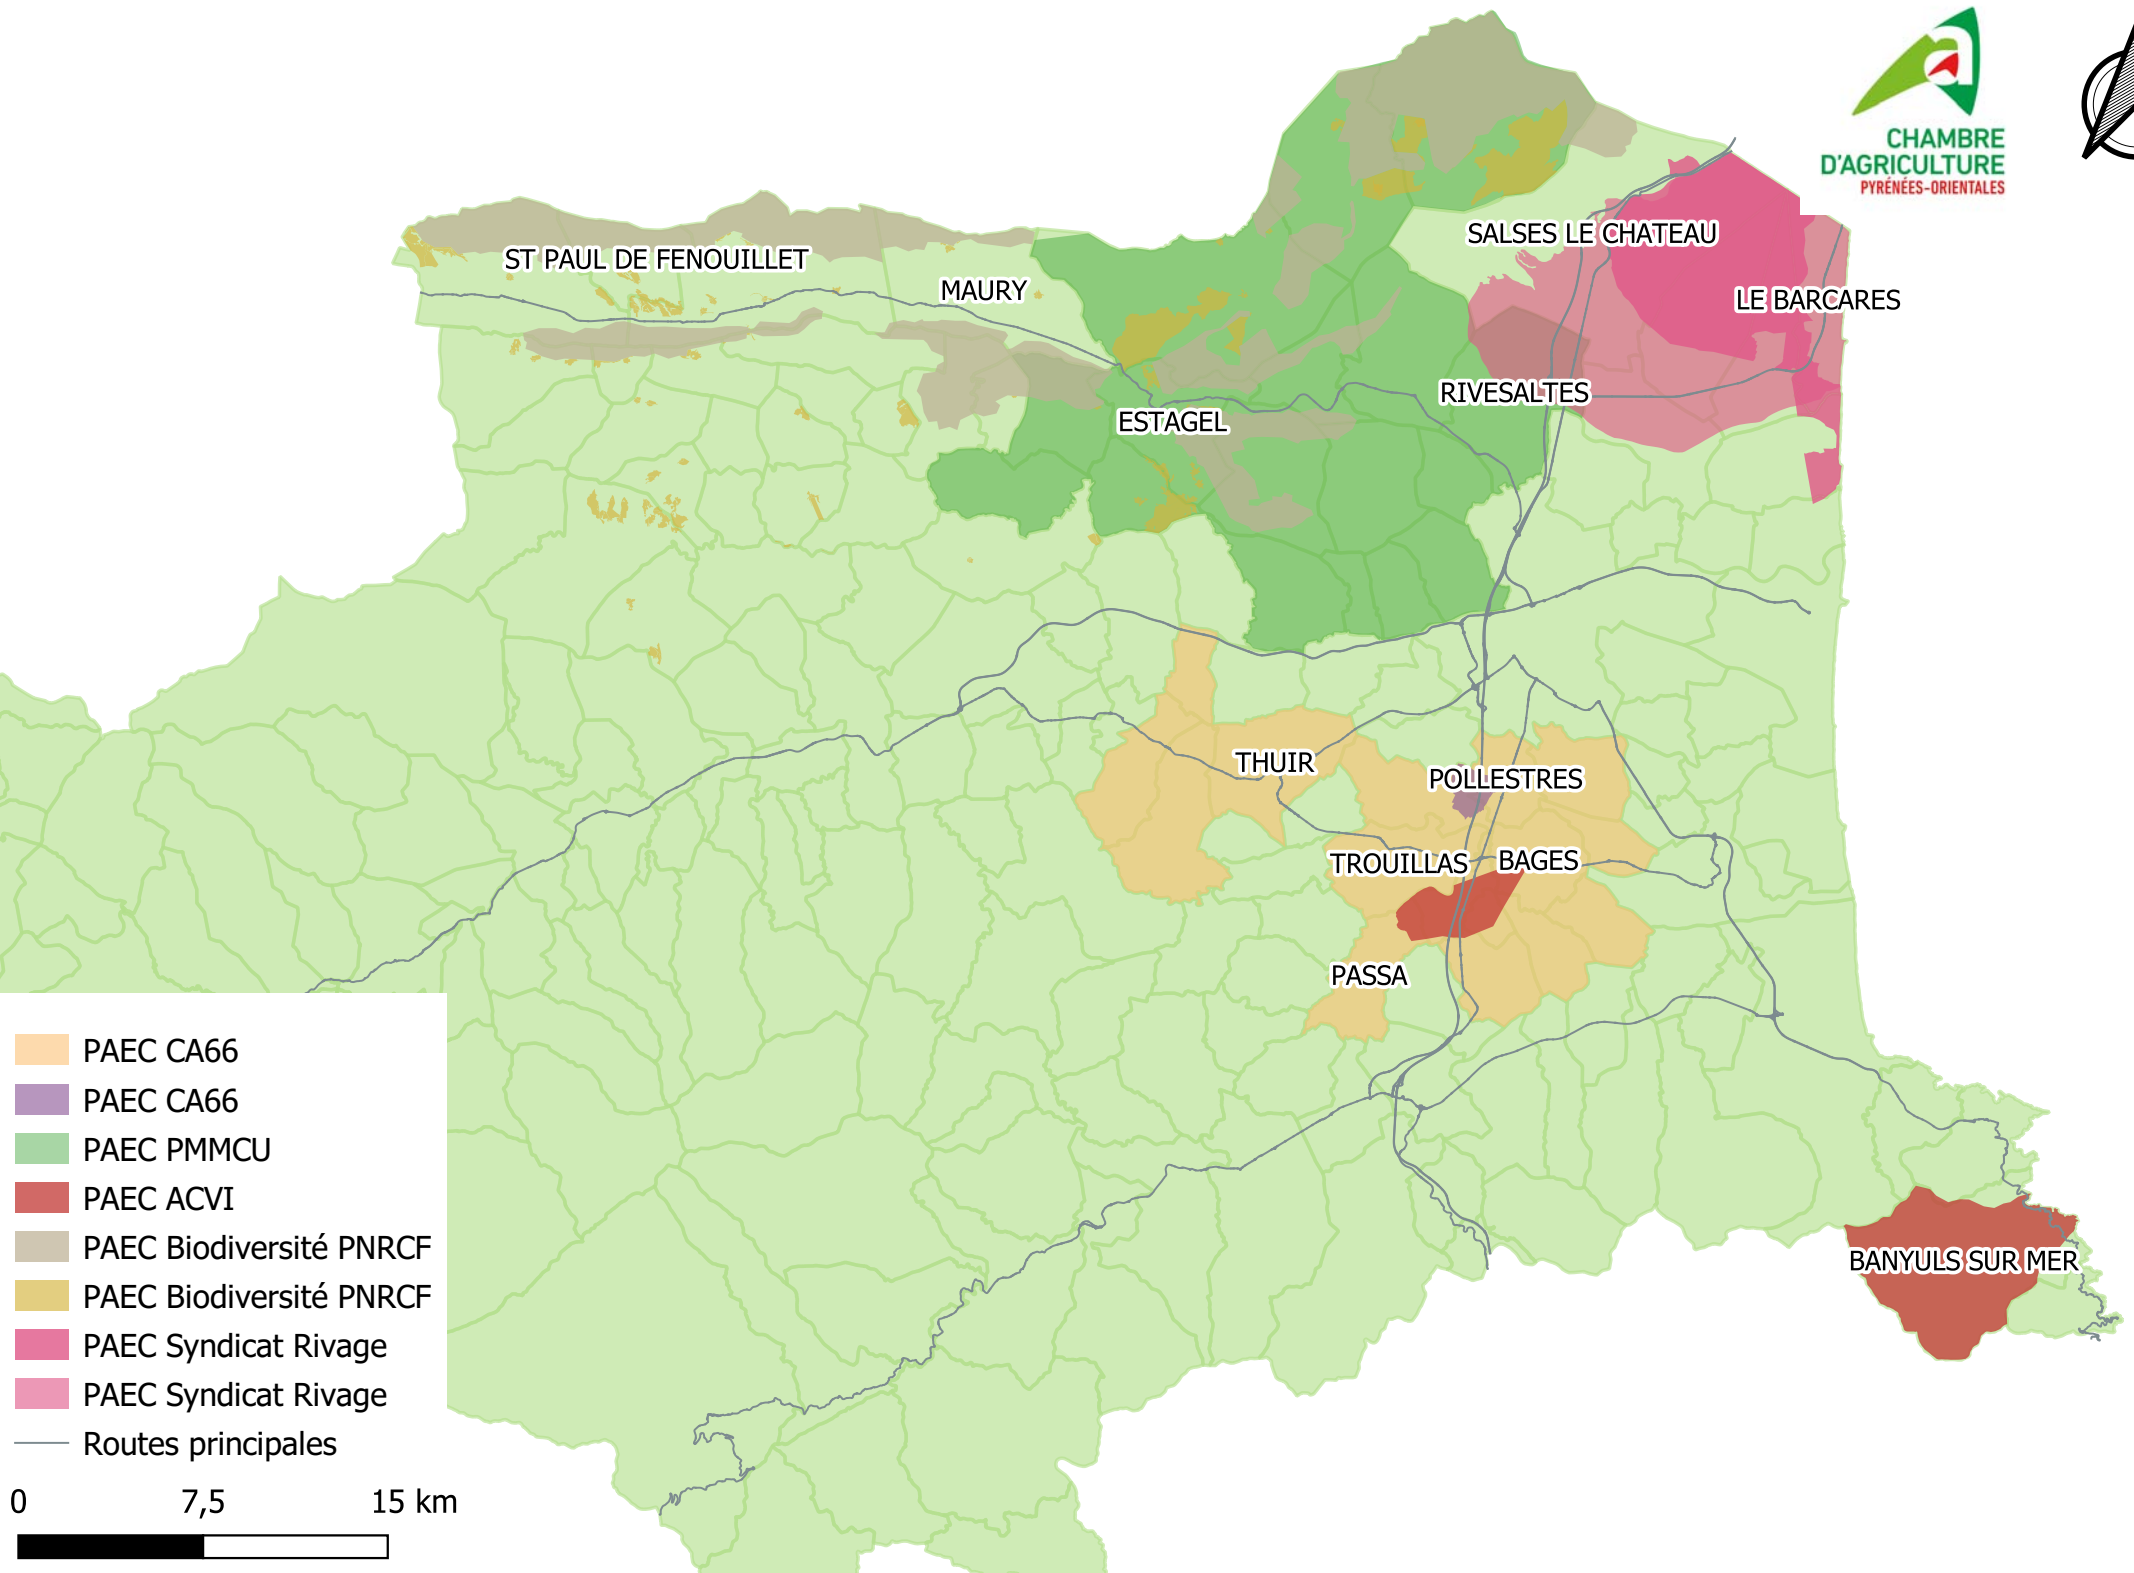 CHAMBRE
D'AGRICULTURE
PYRÉNÉES-ORIENTALES
SALSES LE CHATEAU
ST PAUL DE FENOUILLET
MAURY
LE BARCARES
RIVESALTES
ESTAGEL
THUIR
POLLESTRES
TROUILLAS
BAGES
PASSA
BANYULS SUR MER
PAEC CA66
PAEC CA66
PAEC PMMCU
PAEC ACVI
PAEC Biodiversité PNRCF
PAEC Biodiversité PNRCF
PAEC Syndicat Rivage
PAEC Syndicat Rivage
Routes principales
0 7,5 15 km